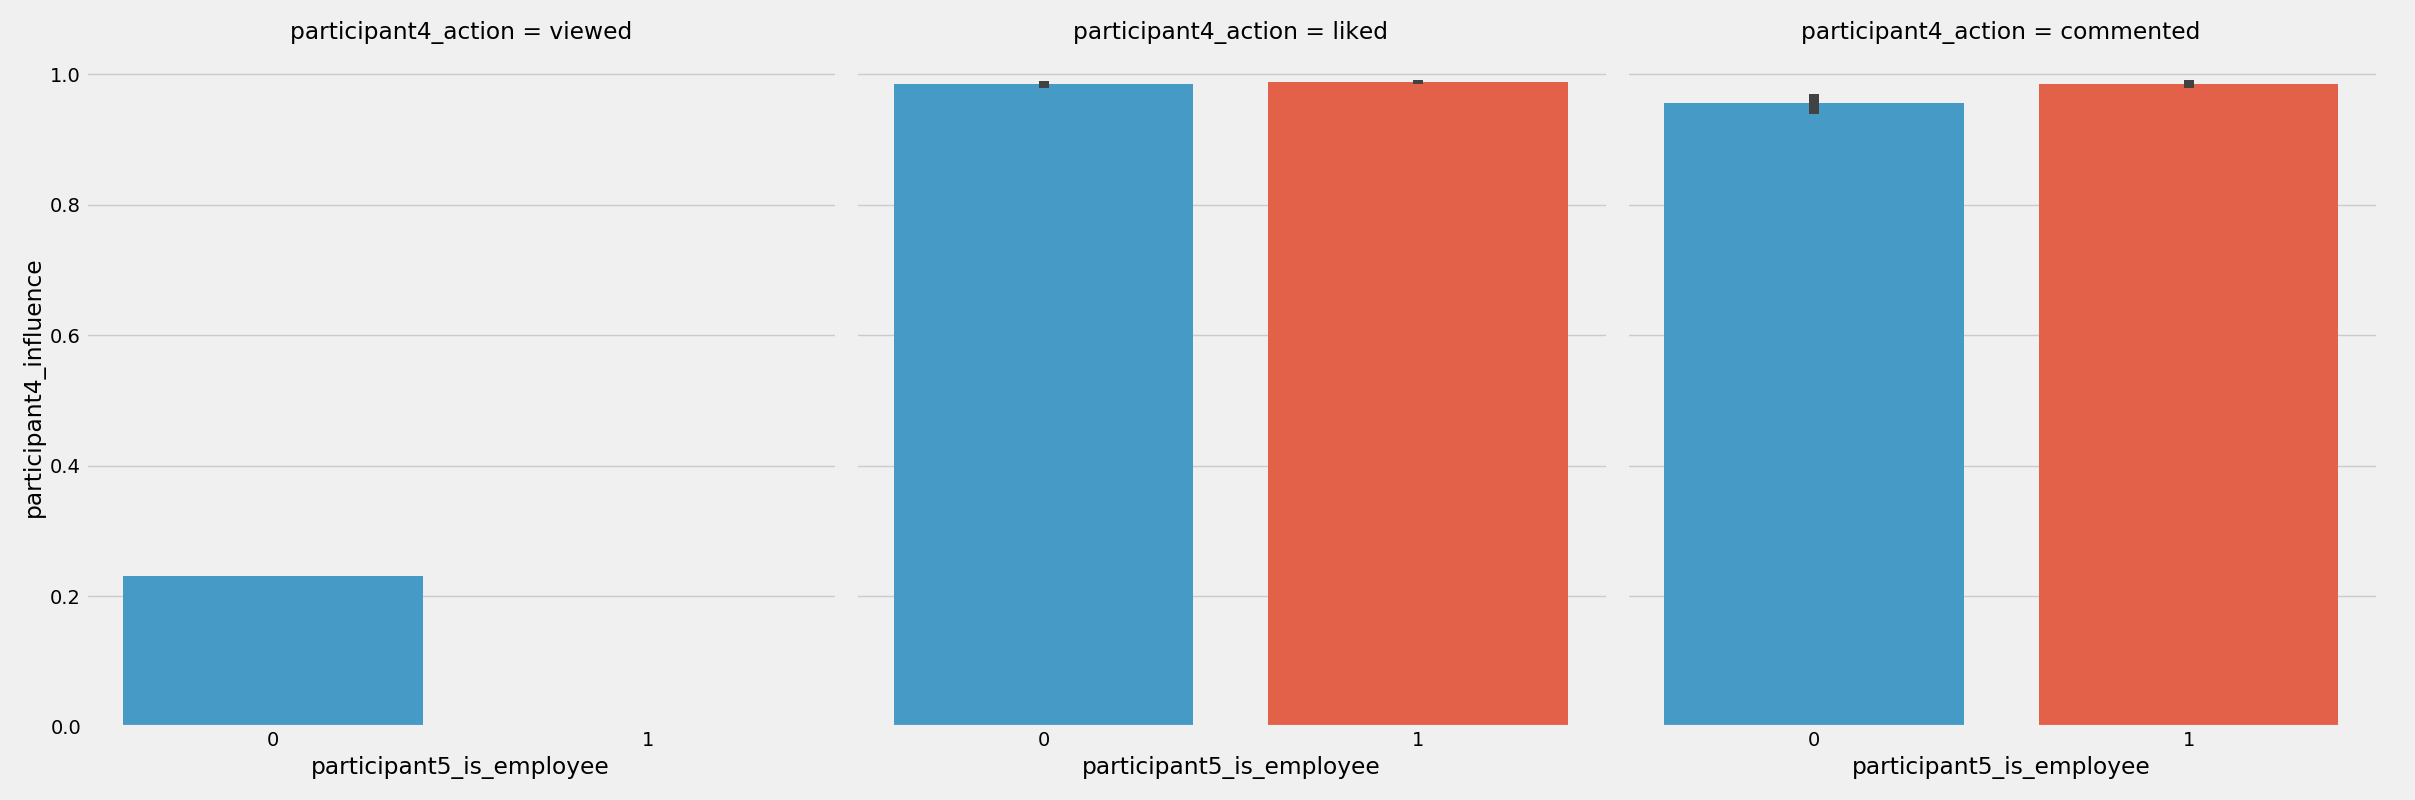 participant4_action = viewed
participant4_action = liked
participant4_action = commented
participant4_influence
1.0
0.8
0.6
0.4
0.2
0.0
0
1
0
1
0
1
participant5_is_employee
participant5_is_employee
participant5_is_employee